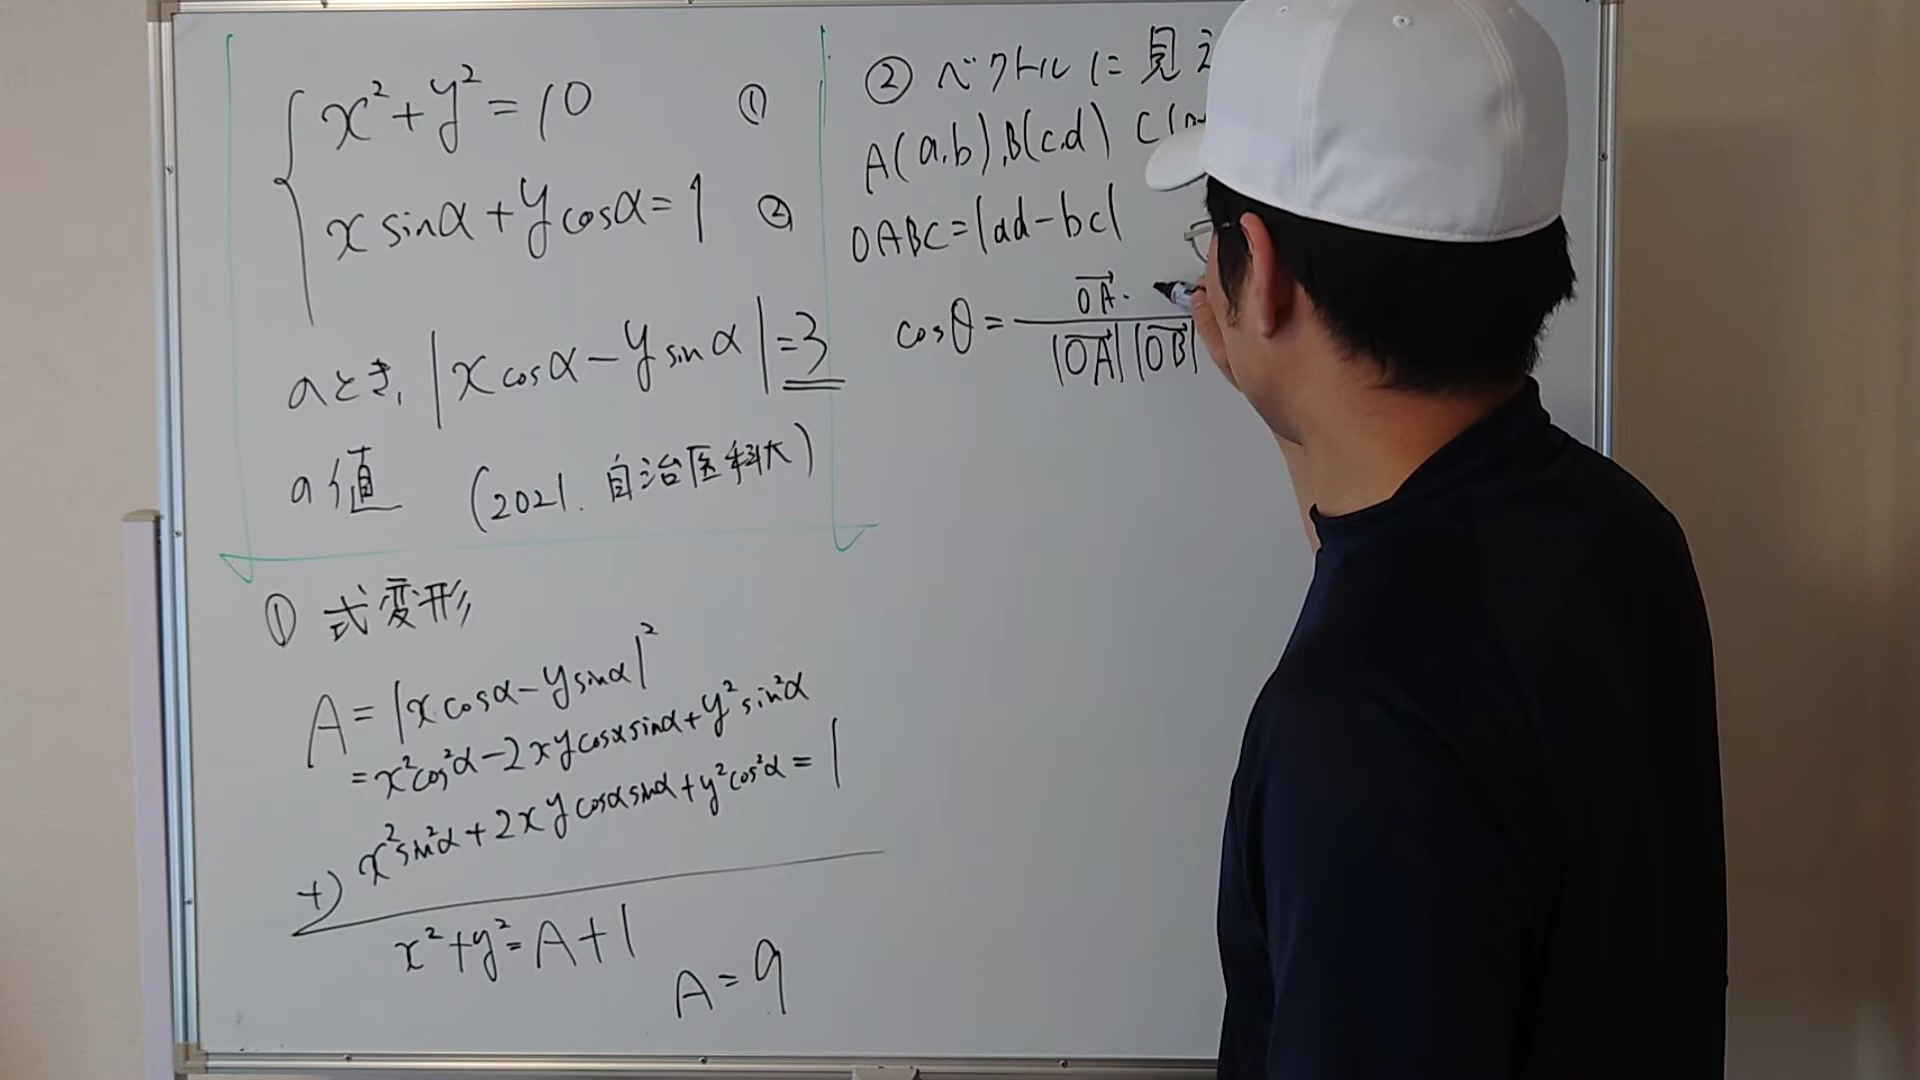 x²+y²=10 ①
x sinα+y cosα=1 ②
のとき, |x cosα-y sinα|=3
の値 (2021. 自治医科大)
① 式変形
A=|x cosα-y sinα|²
=x²cos²α-2xy cosα sinα+y²sin²α
+) x²sin²α+2xy cosα sinα+y²cos²α=1
x²+y²=A+1
A=9
② ベクトルに見え
A(a.b),B(c.d) C(
OABC=|ad-bc|
cosθ= OA→・ / |OA→||OB→|